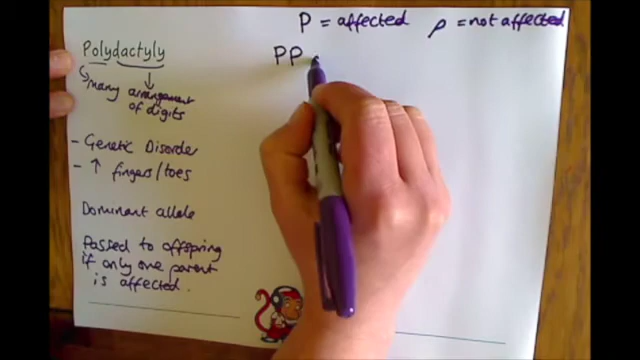 P = affected p = not affected
Polydactyly
PP
Many arrangement
of digits
- Genetic Disorder
- ↑ fingers/toes
Dominant allele
Passed to offspring
if only one parent
is affected.